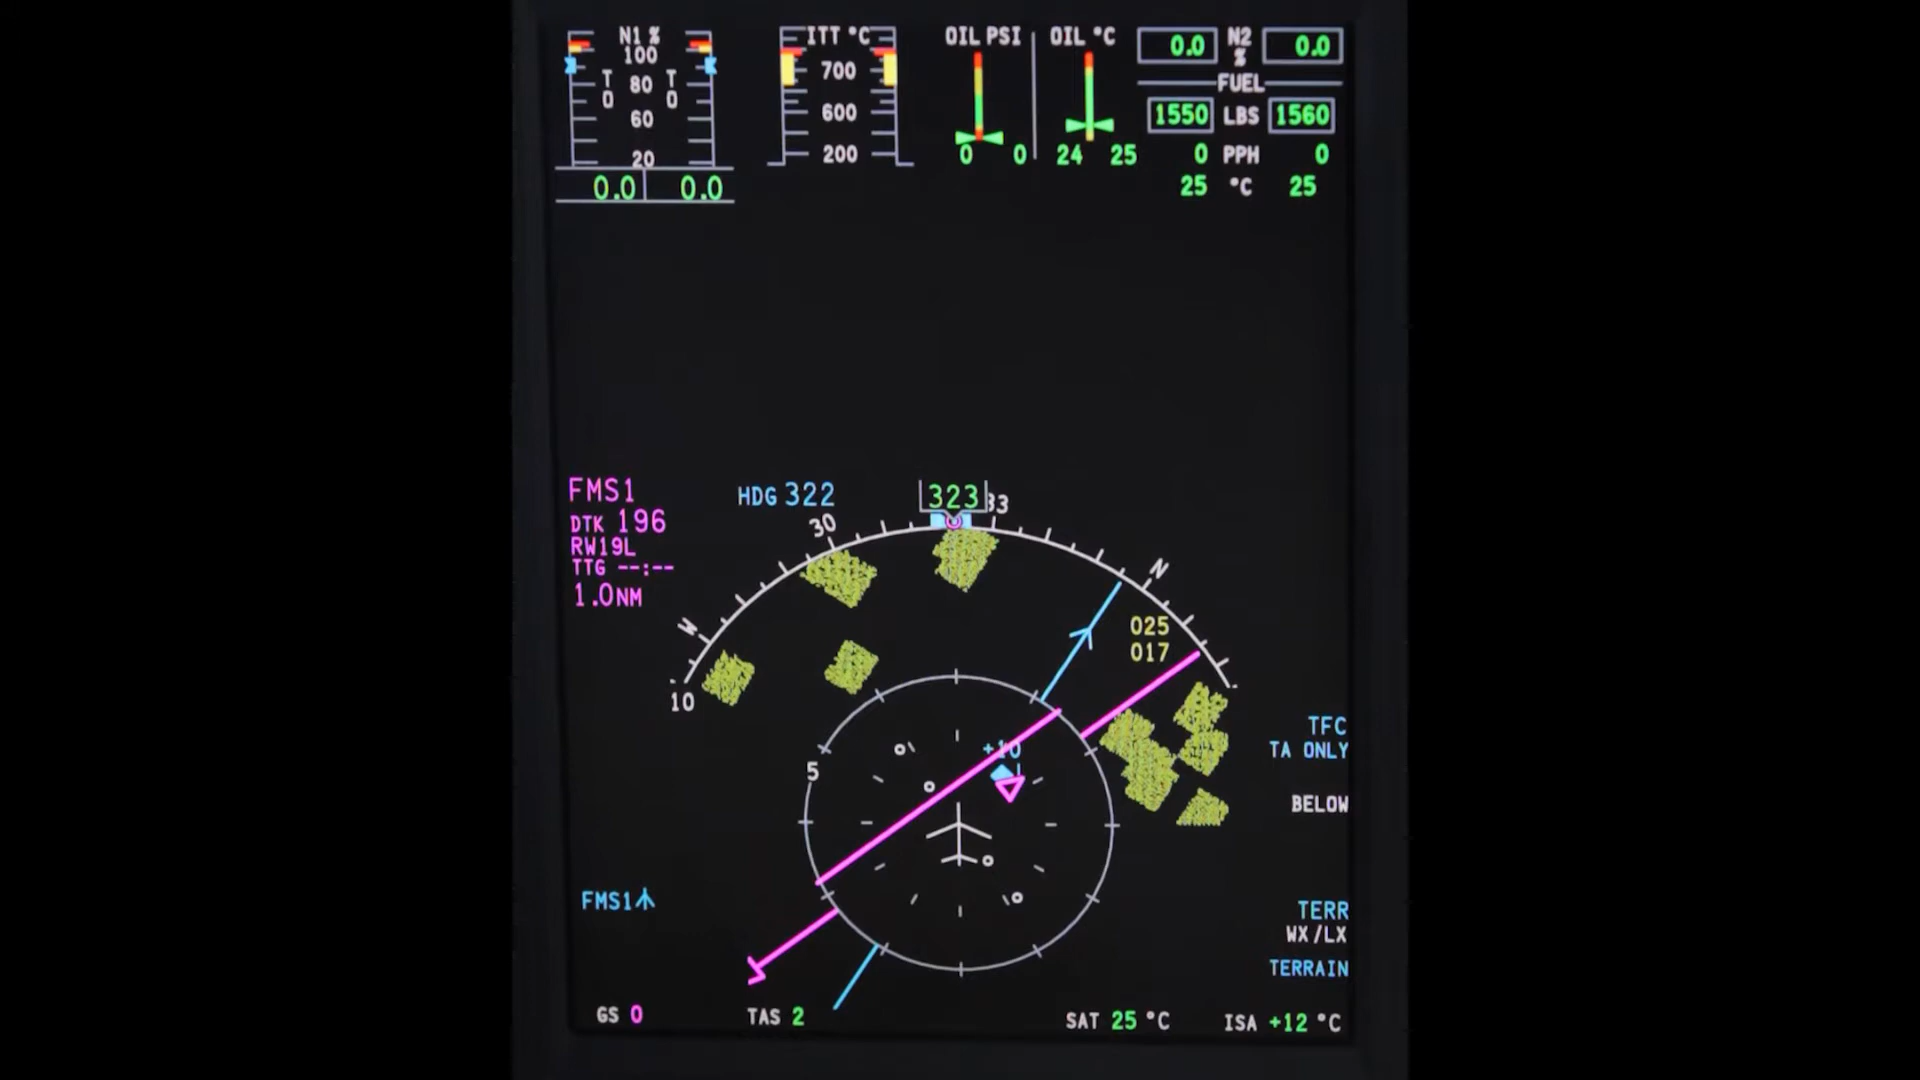 N1 %
100
T
O
80
T
O
60
20
0.0 0.0
ITT °C
700
600
200
OIL PSI
0 0
OIL °C
24 25
0.0 N2 % 0.0
FUEL
1550 LBS 1560
0 PPH 0
25 °C 25
FMS1
DTK 196
RW19L
TTG --:--
1.0NM
HDG 322
323
33
30
N
W
10
025
017
5
+10
TFC
TA ONLY
BELOW
FMS1
TERR
WX/LX
TERRAIN
GS 0
TAS 2
SAT 25 °C
ISA +12 °C